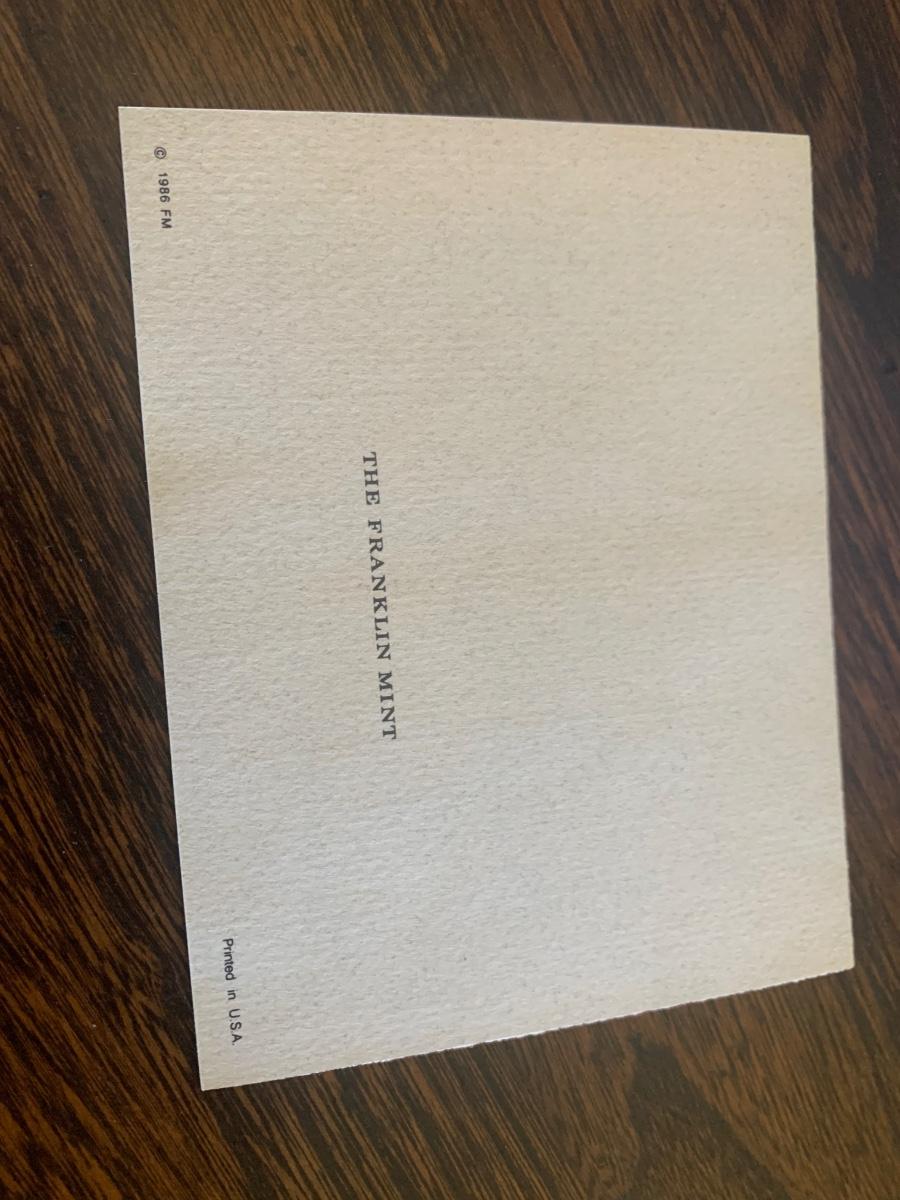 THE FRANKLIN MINT
© 1986 FM
Printed in U.S.A.